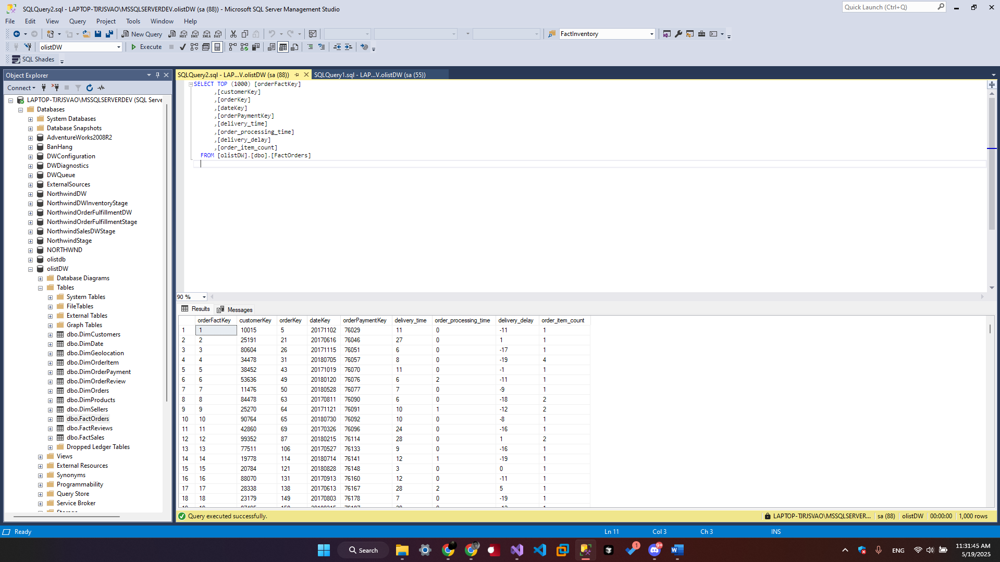 SQLQuery2.sql - LAPTOP-TJRJSVAO\MSSQLSERVERDEV.olistDW (sa (88)) - Microsoft SQL Server Management Studio
Quick Launch (Ctrl+Q)
File Edit View Query Project Tools Window Help
New Query
FactInventory
olistDW
Execute
SQL Shades
Object Explorer
Connect
LAPTOP-TJRJSVAO\MSSQLSERVERDEV (SQL Serve
Databases
System Databases
Database Snapshots
AdventureWorks2008R2
BanHang
DWConfiguration
DWDiagnostics
DWQueue
ExternalSources
NorthwindDW
NorthwindDWInventoryStage
NorthwindOrderFulfillmentDW
NorthwindOrderFulfillmentStage
NorthwindSalesDWStage
NorthwindStage
NORTHWND
olistdb
olistDW
Database Diagrams
Tables
System Tables
FileTables
External Tables
Graph Tables
dbo.DimCustomers
dbo.DimDate
dbo.DimGeolocation
dbo.DimOrderItem
dbo.DimOrderPayment
dbo.DimOrderReview
dbo.DimOrders
dbo.DimProducts
dbo.DimSellers
dbo.FactOrders
dbo.FactReviews
dbo.FactSales
Dropped Ledger Tables
Views
External Resources
Synonyms
Programmability
Query Store
Service Broker
SQLQuery2.sql - LAP...V.olistDW (sa (88)) SQLQuery1.sql - LAP...V.olistDW (sa (55))
SELECT TOP (1000) [orderFactKey]
,[customerKey]
,[orderKey]
,[dateKey]
,[orderPaymentKey]
,[delivery_time]
,[order_processing_time]
,[delivery_delay]
,[order_item_count]
FROM [olistDW].[dbo].[FactOrders]
90 %
Results Messages
orderFactKey customerKey orderKey dateKey orderPaymentKey delivery_time order_processing_time delivery_delay order_item_count
1 1 10015 5 20171102 76029 11 0 -11 1
2 2 25191 21 20170616 76046 27 0 1 1
3 3 80604 26 20171115 76051 6 0 -17 1
4 4 34478 31 20180705 76057 8 0 -19 4
5 5 38452 43 20171019 76070 11 0 -1 1
6 6 53636 49 20180120 76076 6 2 -11 1
7 7 11476 50 20180528 76077 7 0 -9 1
8 8 84478 63 20170811 76090 6 0 -18 2
9 9 25270 64 20171121 76091 10 1 -12 2
10 10 90764 65 20180730 76092 10 0 -8 1
11 11 42860 69 20170326 76096 24 0 -16 1
12 12 99352 87 20180215 76114 28 0 1 2
13 13 77511 106 20170527 76133 9 0 -16 1
14 14 19778 114 20180714 76141 12 1 -19 1
15 15 20784 121 20180828 76148 3 0 0 1
16 16 88070 131 20170913 76160 12 0 -11 1
17 17 28338 138 20170613 76167 28 2 5 1
18 18 23179 149 20170803 76178 7 0 -19 1
Query executed successfully.
LAPTOP-TJRJSVAO\MSSQLSERVER... sa (88) olistDW 00:00:00 1,000 rows
Ready Ln 11 Col 3 Ch 3 INS
Search
1
9+
ENG
11:31:45 AM
5/19/2025